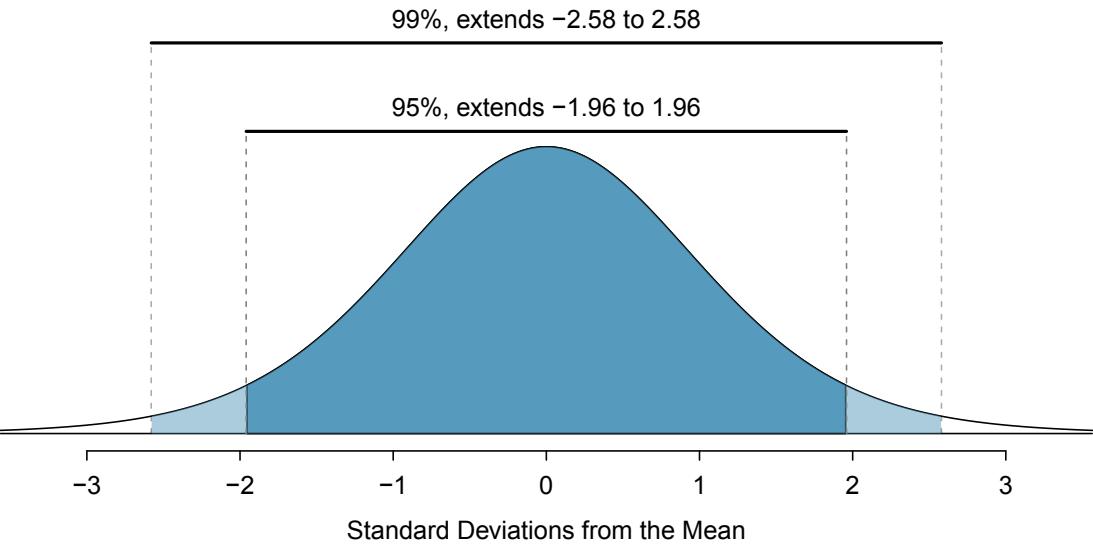 99%, extends −2.58 to 2.58
95%, extends −1.96 to 1.96
−3 −2 −1 0 1 2 3
Standard Deviations from the Mean